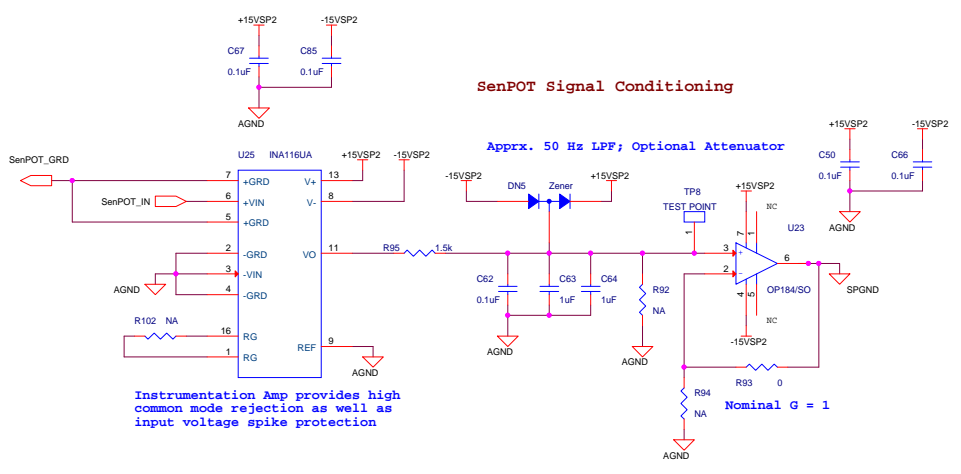 +15VSP2
-15VSP2
C67
0.1uF
C85
0.1uF
AGND
SenPOT Signal Conditioning
Apprx. 50 Hz LPF; Optional Attenuator
+15VSP2
-15VSP2
C50
0.1uF
C66
0.1uF
AGND
SenPOT_GRD
SenPOT_IN
U25
INA116UA
7
+GRD
6
+VIN
5
+GRD
2
-GRD
3
-VIN
4
-GRD
16
RG
1
RG
V+
13
V-
8
VO
11
REF
9
+15VSP2
-15VSP2
AGND
R102
NA
AGND
R95
1.5k
-15VSP2
DN5
Zener
+15VSP2
C62
0.1uF
C63
1uF
C64
1uF
AGND
TP8
TEST POINT
1
R92
NA
AGND
+15VSP2
NC
7
1
U23
3
+
2
-
6
OP184/SO
4
5
NC
-15VSP2
SPGND
R93
0
R94
NA
AGND
Nominal G = 1
Instrumentation Amp provides high
common mode rejection as well as
input voltage spike protection